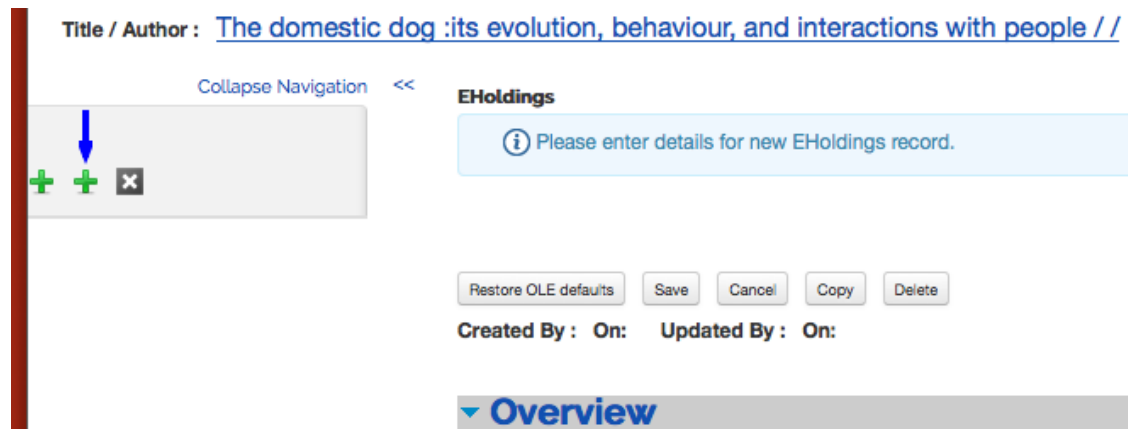 Title / Author : The domestic dog :its evolution, behaviour, and interactions with people / /
Collapse Navigation <<
EHoldings
Please enter details for new EHoldings record.
Restore OLE defaults Save Cancel Copy Delete
Created By : On: Updated By : On:
Overview